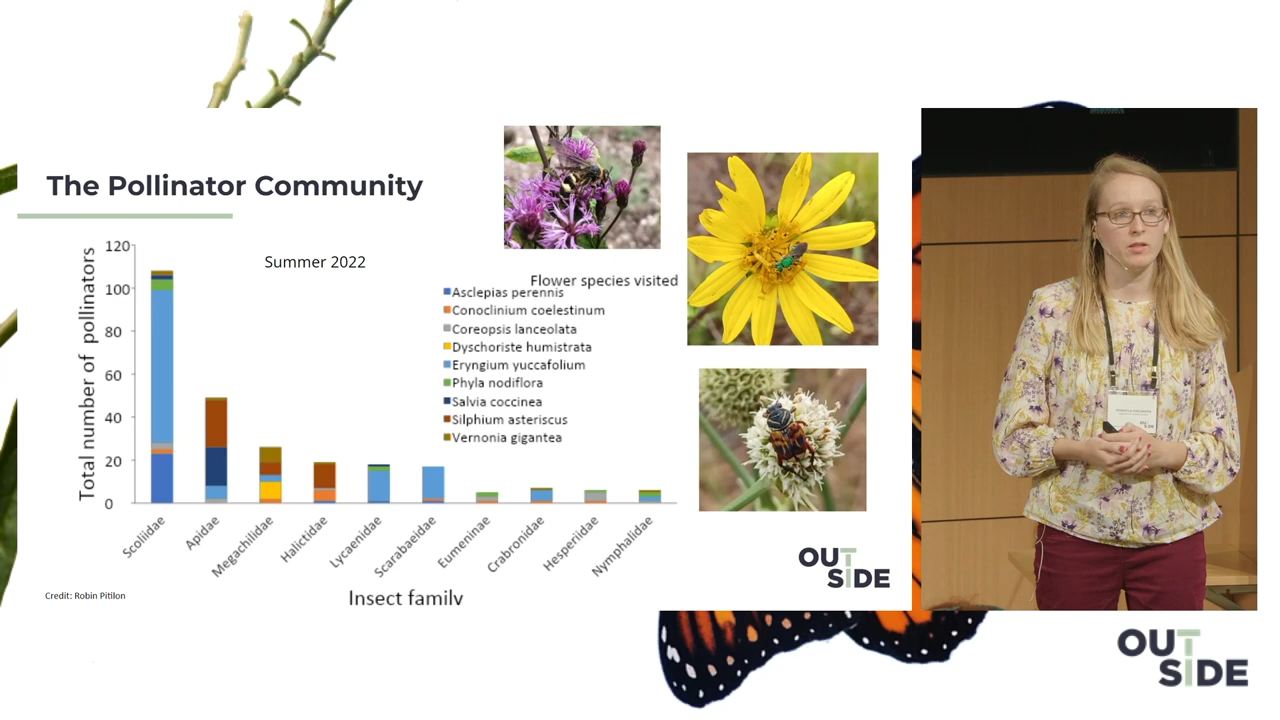 The Pollinator Community
Summer 2022
Total number of pollinators
120
100
80
60
40
20
0
Flower species visited
Asclepias perennis
Conoclinium coelestinum
Coreopsis lanceolata
Dyschoriste humistrata
Eryngium yuccafolium
Phyla nodiflora
Salvia coccinea
Silphium asteriscus
Vernonia gigantea
Scoliidae
Apidae
Megachilidae
Halictidae
Lycaenidae
Scarabaeidae
Eumeninae
Crabronidae
Hesperiidae
Nymphalidae
Insect family
Credit: Robin Pitilon
OUT
SIDE
OUT
SIDE